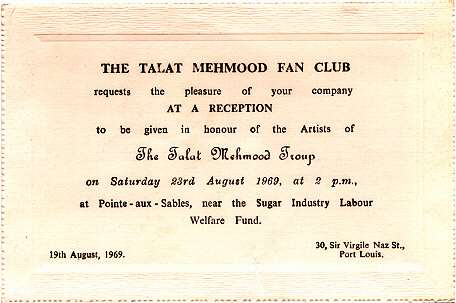 THE TALAT MEHMOOD FAN CLUB
requests the pleasure of your company
AT A RECEPTION
to be given in honour of the Artists of
The Talat Mehmood Troup
on Saturday 23rd August 1969, at 2 p.m.,
at Pointe-aux-Sables, near the Sugar Industry Labour
Welfare Fund.
30, Sir Virgile Naz St.,
19th August, 1969.
Port Louis.